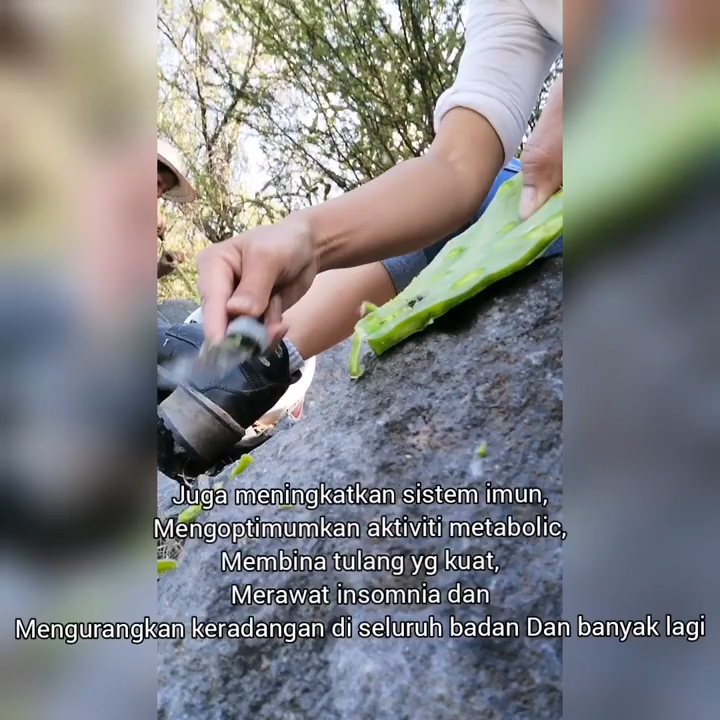 Juga meningkatkan sistem imun,
Mengoptimumkan aktiviti metabolic,
Membina tulang yg kuat,
Merawat insomnia dan
Mengurangkan keradangan di seluruh badan Dan banyak lagi